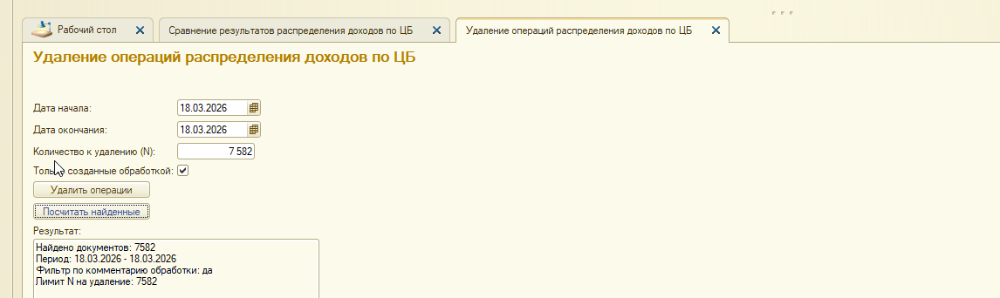 Рабочий стол
Сравнение результатов распределения доходов по ЦБ
Удаление операций распределения доходов по ЦБ
Удаление операций распределения доходов по ЦБ
Дата начала: 18.03.2026
Дата окончания: 18.03.2026
Количество к удалению (N): 7 582
Только созданные обработкой:
Удалить операции
Посчитать найденные
Результат:
Найдено документов: 7582
Период: 18.03.2026 - 18.03.2026
Фильтр по комментарию обработки: да
Лимит N на удаление: 7582